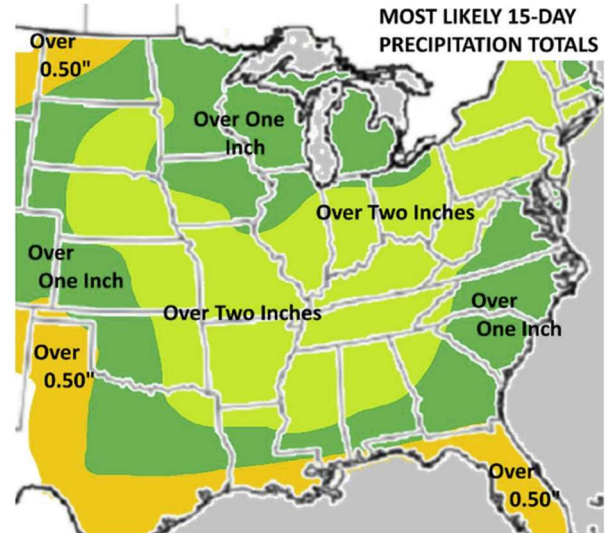 MOST LIKELY 15-DAY
PRECIPITATION TOTALS
Over
0.50"
Over One
Inch
Over Two Inches
Over
One Inch
Over Two Inches
Over
One Inch
Over
0.50"
Over
0.50"